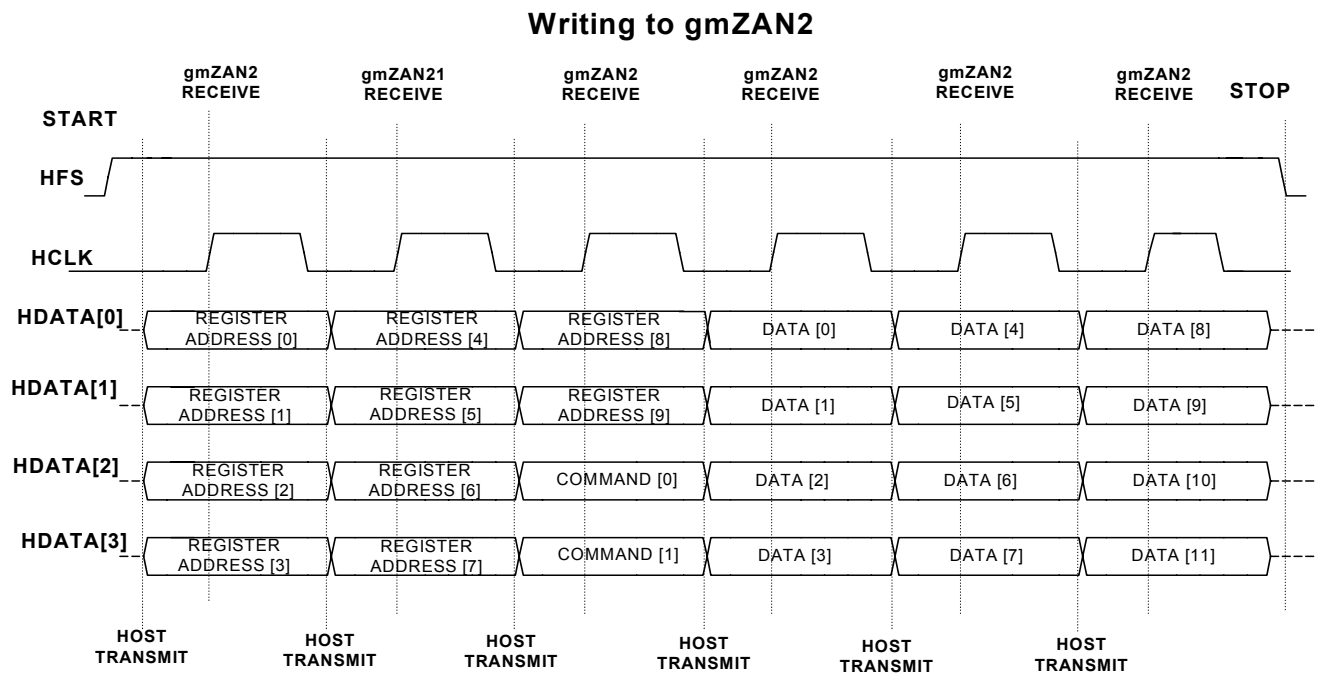 Writing to gmZAN2
gmZAN2
RECEIVE
gmZAN21
RECEIVE
gmZAN2
RECEIVE
gmZAN2
RECEIVE
gmZAN2
RECEIVE
gmZAN2
RECEIVE
STOP
START
HFS
HCLK
HDATA[0]
REGISTER
ADDRESS [0]
REGISTER
ADDRESS [4]
REGISTER
ADDRESS [8]
DATA [0]
DATA [4]
DATA [8]
HDATA[1]
REGISTER
ADDRESS [1]
REGISTER
ADDRESS [5]
REGISTER
ADDRESS [9]
DATA [1]
DATA [5]
DATA [9]
HDATA[2]
REGISTER
ADDRESS [2]
REGISTER
ADDRESS [6]
COMMAND [0]
DATA [2]
DATA [6]
DATA [10]
HDATA[3]
REGISTER
ADDRESS [3]
REGISTER
ADDRESS [7]
COMMAND [1]
DATA [3]
DATA [7]
DATA [11]
HOST
TRANSMIT
HOST
TRANSMIT
HOST
TRANSMIT
HOST
TRANSMIT
HOST
TRANSMIT
HOST
TRANSMIT